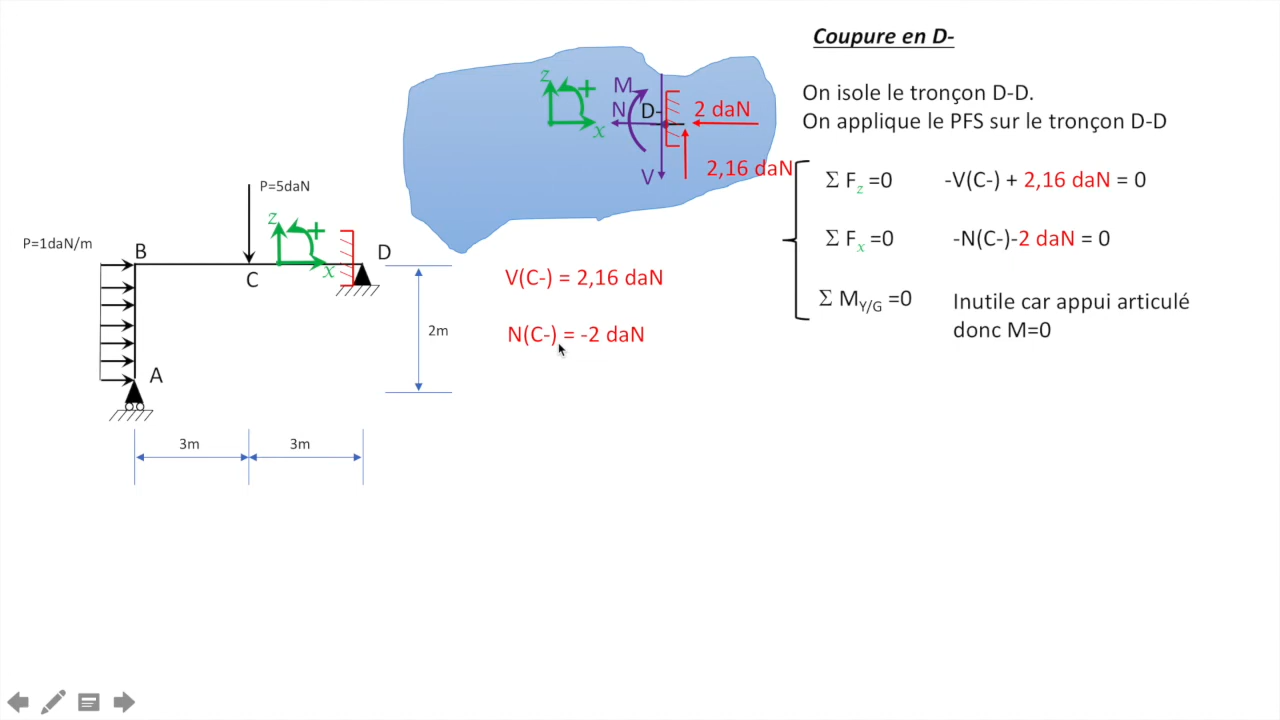 Coupure en D-
On isole le tronçon D-D.
On applique le PFS sur le tronçon D-D
Σ Fz =0 -V(C-) + 2,16 daN = 0
Σ Fx =0 -N(C-)-2 daN = 0
Σ MY/G =0 Inutile car appui articulé
donc M=0
z
+
x
M
N
D-
V
2 daN
2,16 daN
V(C-) = 2,16 daN
N(C-) = -2 daN
P=5daN
P=1daN/m
z
+
x
B
C
D
A
2m
3m
3m